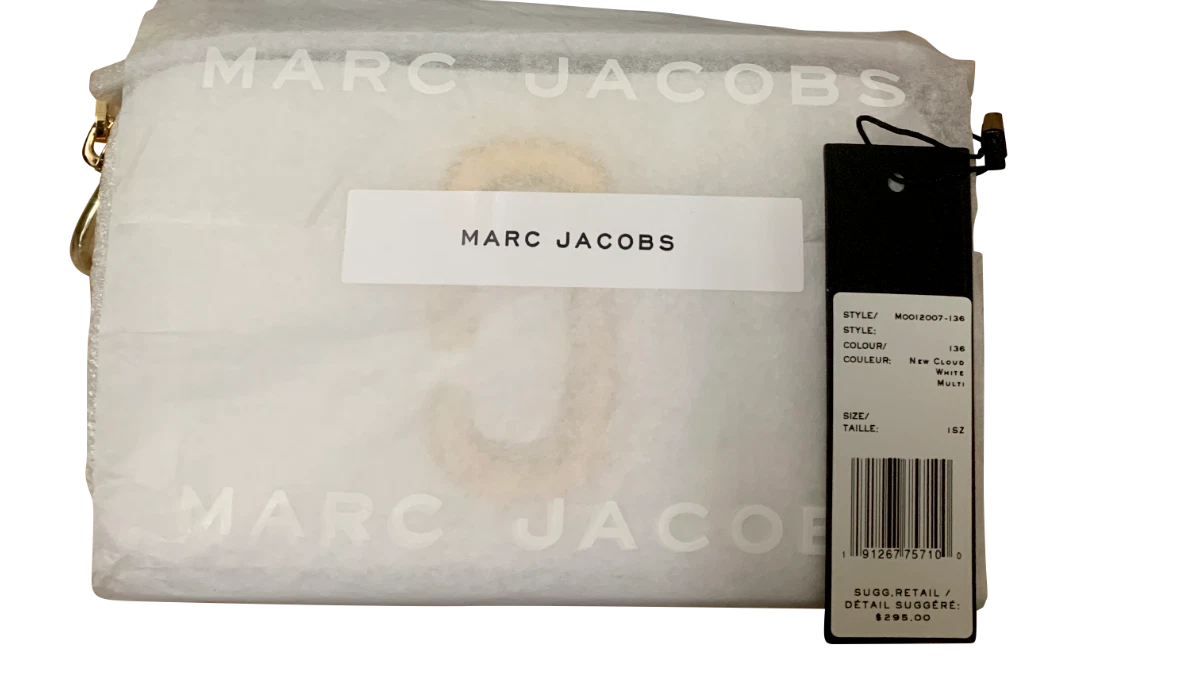 MARC JACOBS
MARC JACOBS
MARC JACOB
STYLE/ M0012007-136
STYLE:
COLOUR/ 136
COULEUR: NEW CLOUD
WHITE
MULTI
SIZE/
TAILLE: 1SZ
1 91267 75710 0
SUGG.RETAIL /
DÉTAIL SUGGÉRÉ:
$295.00